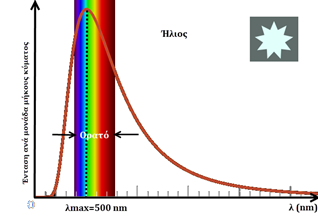 Ήλιος
Ένταση ανά μονάδα μήκους κύματος
Ορατό
λmax=500 nm
λ (nm)